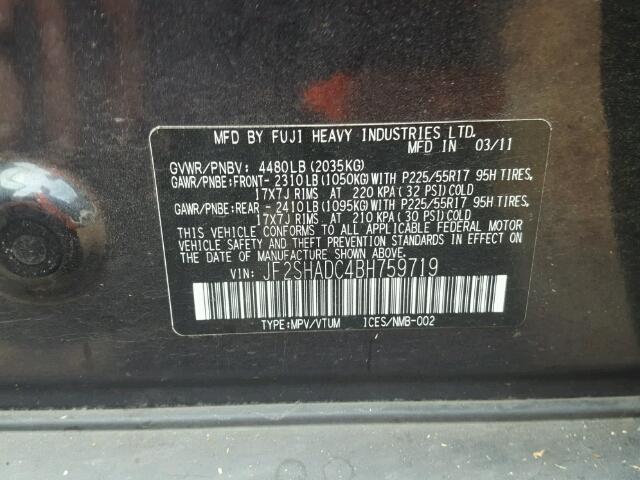 MFD BY FUJI HEAVY INDUSTRIES LTD.
MFD IN 03/11
GVWR/PNBV: 4480LB(2035KG)
GAWR/PNBE:FRONT- 2310LB(1050KG)WITH P225/55R17 95H TIRES,
17X7J RIMS AT 220 KPA(32 PSI)COLD
GAWR/PNBE:REAR - 2410LB(1095KG)WITH P225/55R17 95H TIRES,
17X7J RIMS AT 210 KPA(30 PSI)COLD
THIS VEHICLE CONFORMS TO ALL APPLICABLE FEDERAL MOTOR
VEHICLE SAFETY AND THEFT PREVENTION STANDARDS IN EFFECT
ON THE DATE OF MANUFACTURE SHOWN ABOVE.
VIN: JF2SHADC4BH759719
TYPE:MPV/VTUM ICES/NMB-002